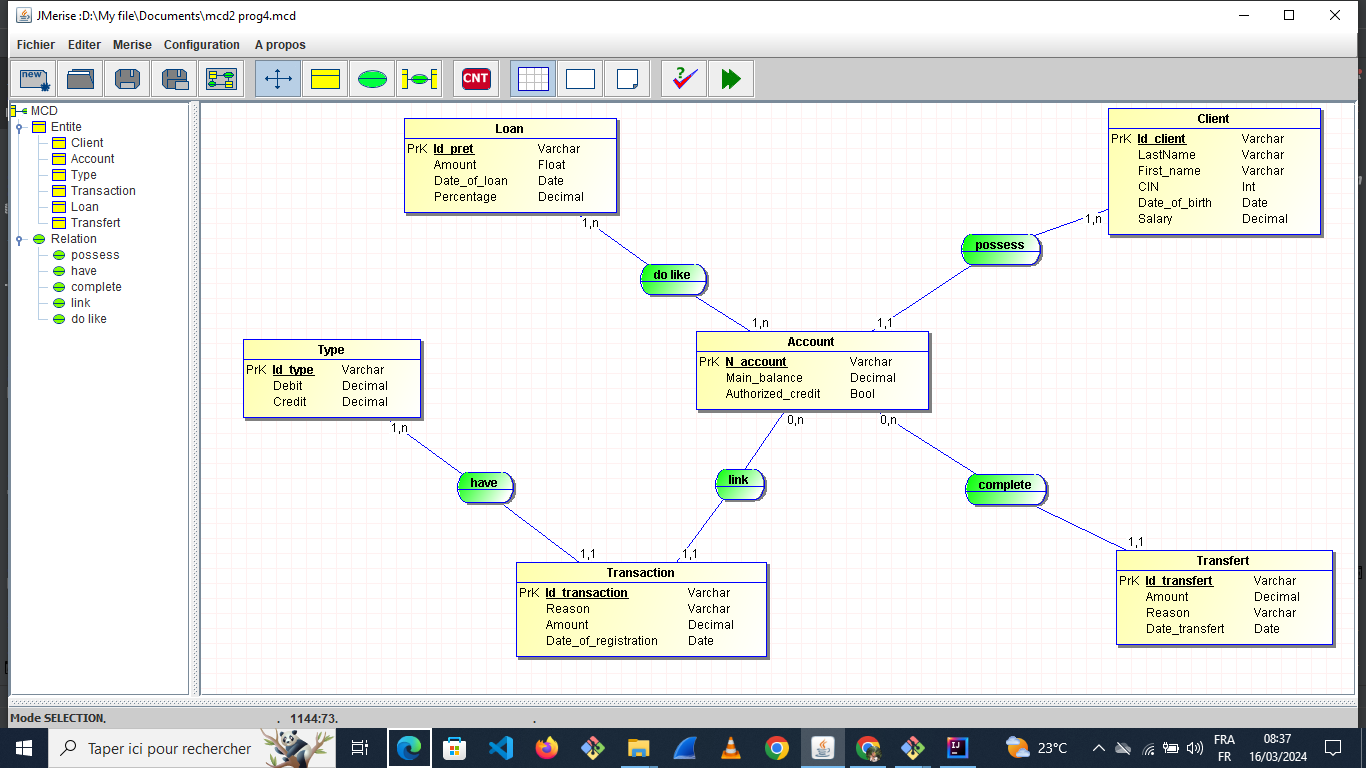 JMerise :D:\My file\Documents\mcd2 prog4.mcd
Fichier Editer Merise Configuration A propos
new CNT
MCD
Entite
Client
Account
Type
Transaction
Loan
Transfert
Relation
possess
have
complete
link
do like
Loan
PrK Id_pret Varchar
Amount Float
Date_of_loan Date
Percentage Decimal
1,n
do like
1,n
Client
PrK Id_client Varchar
LastName Varchar
First_name Varchar
CIN Int
Date_of_birth Date
Salary Decimal
1,n
possess
1,1
Account
PrK N_account Varchar
Main_balance Decimal
Authorized_credit Bool
0,n 0,n
Type
PrK Id_type Varchar
Debit Decimal
Credit Decimal
1,n
have
link
complete
1,1 1,1
1,1
Transaction
PrK Id_transaction Varchar
Reason Varchar
Amount Decimal
Date_of_registration Date
Transfert
PrK Id_transfert Varchar
Amount Decimal
Reason Varchar
Date_transfert Date
Mode SELECTION. . 1144:73. .
Taper ici pour rechercher
23°C
FRA
FR
08:37
16/03/2024